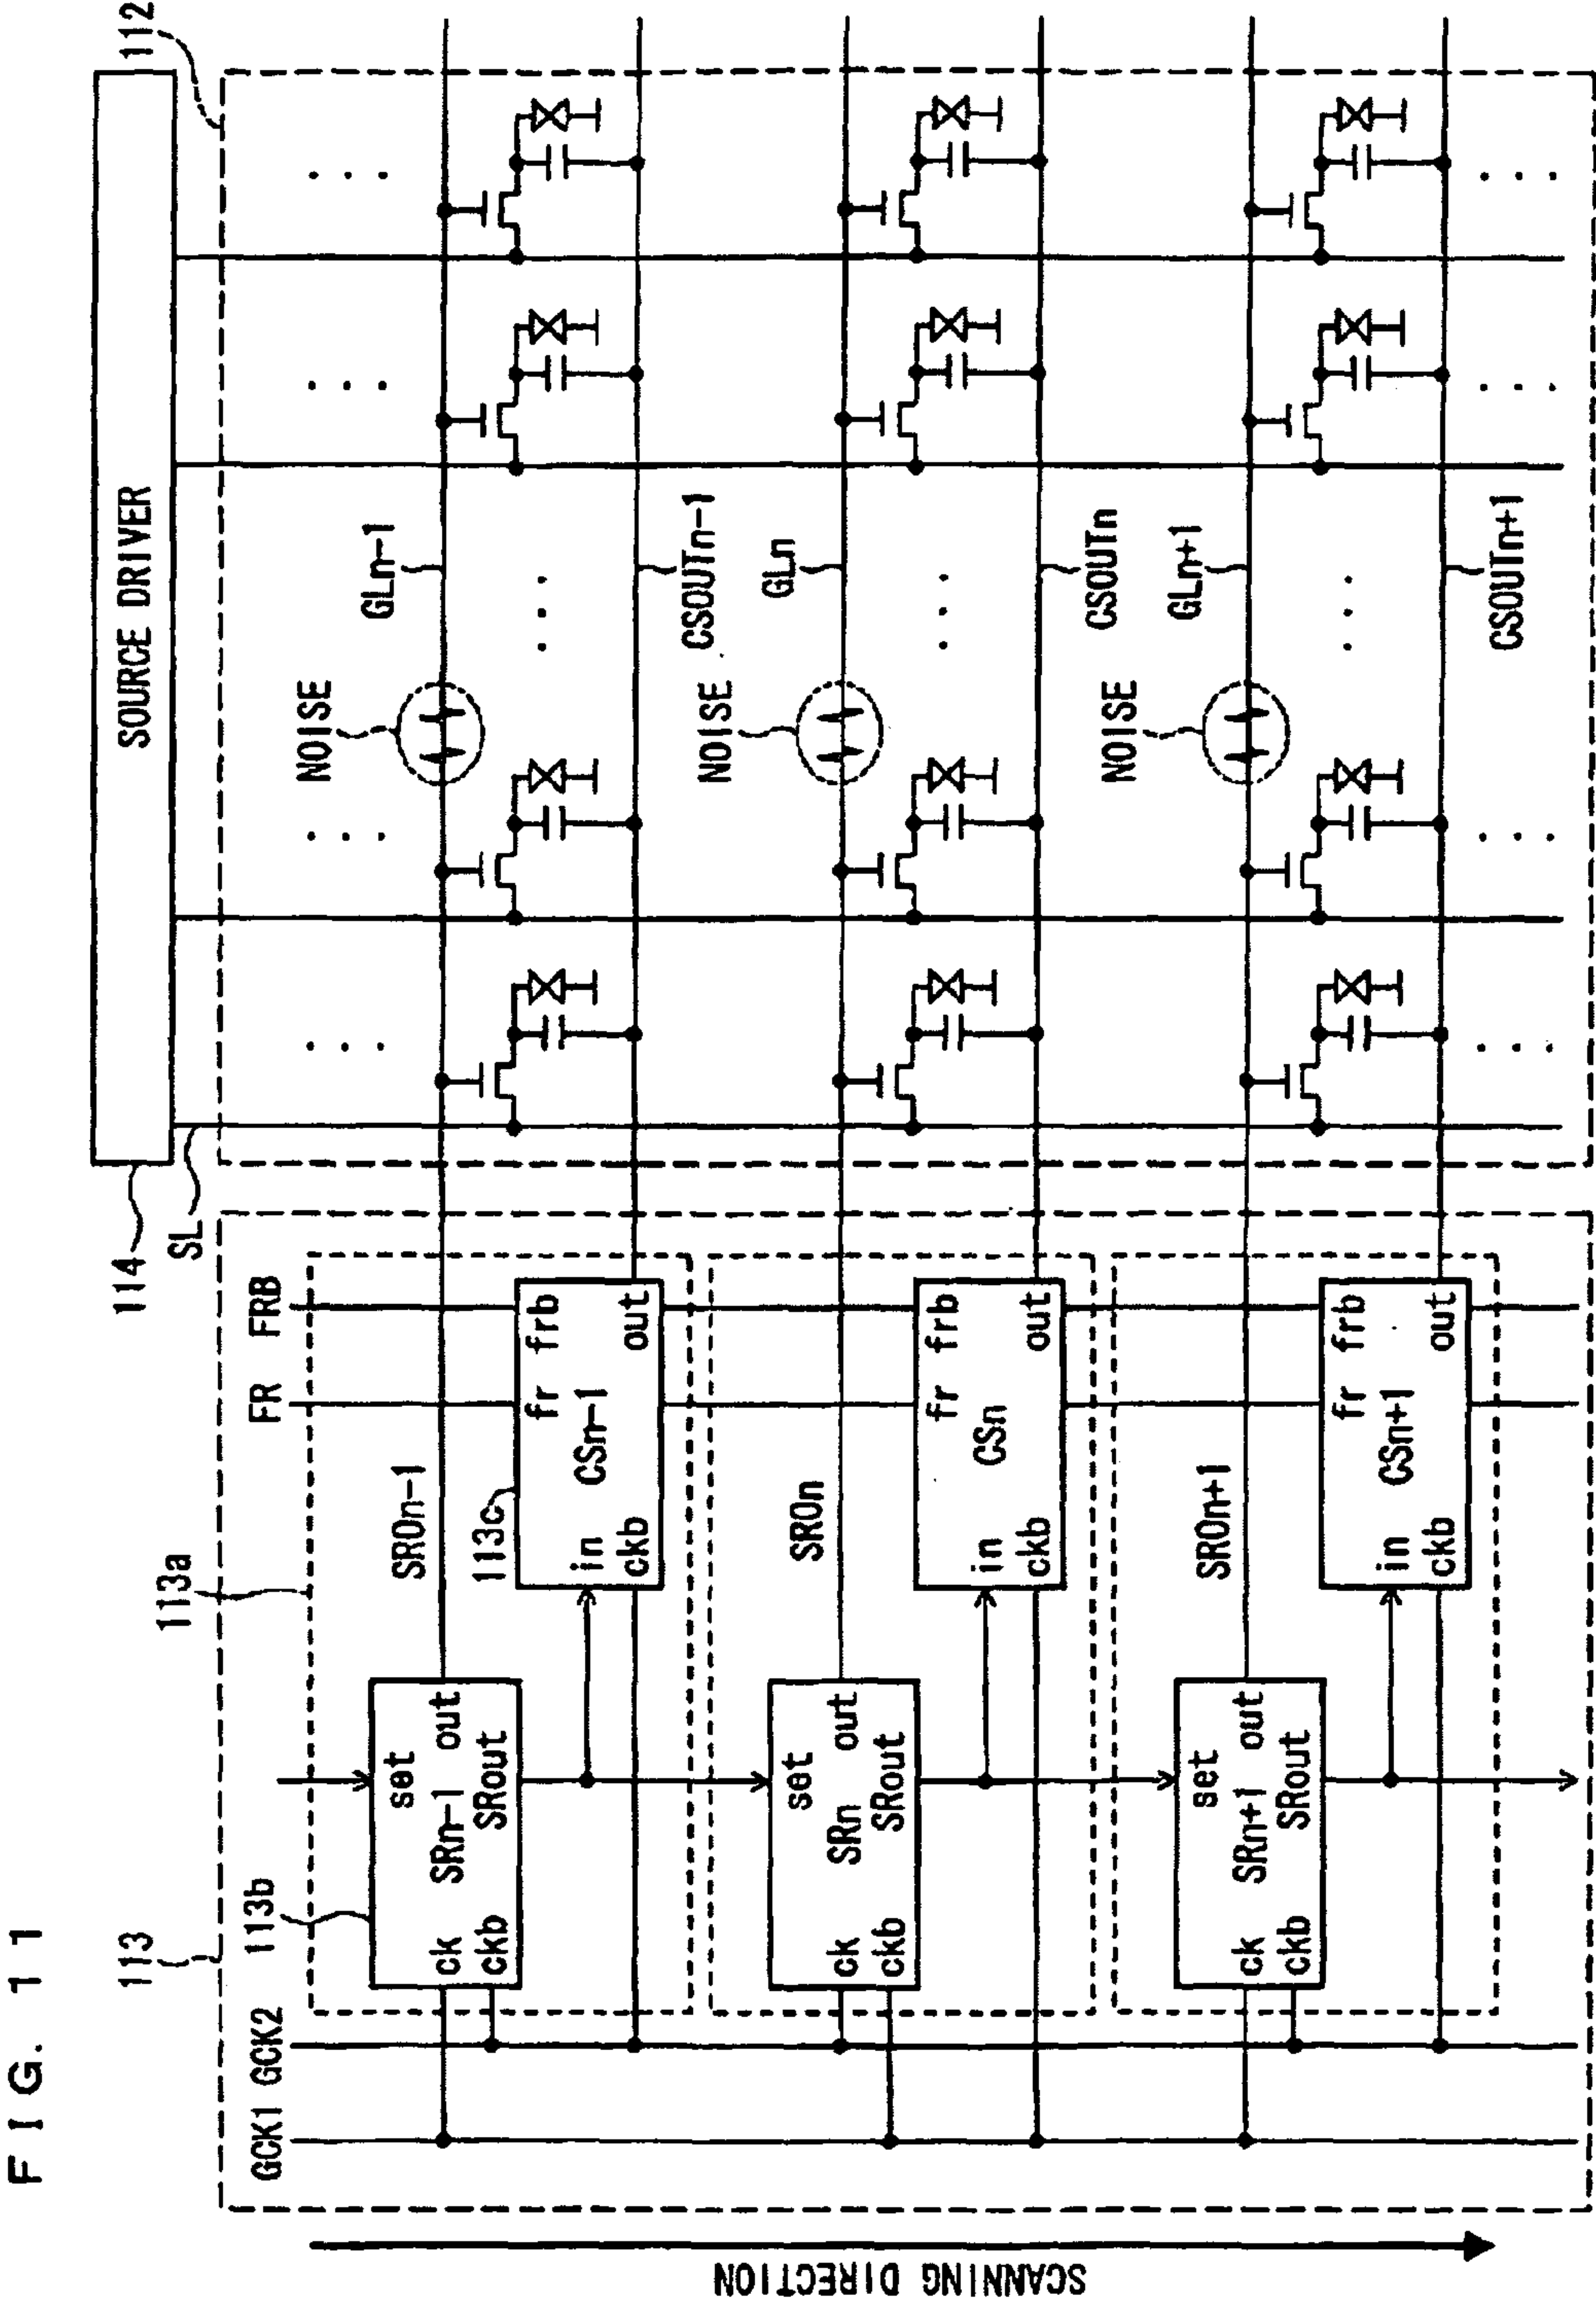 FIG. 11
SOURCE DRIVER
114
SL
112
113
113a
113b
113c
GCK1 GCK2
FR
FRB
SCANNING DIRECTION
set
ck
SRn-1
out
ckb
SRout
SROn-1
fr
frb
in
CSn-1
ckb
out
NOISE
GLn-1
CSOUTn-1
set
ck
SRn
out
ckb
SRout
SROn
fr
frb
in
CSn
ckb
out
NOISE
GLn
CSOUTn
set
ck
SRn+1
out
ckb
SRout
SROn+1
fr
frb
in
CSn+1
ckb
out
NOISE
GLn+1
CSOUTn+1